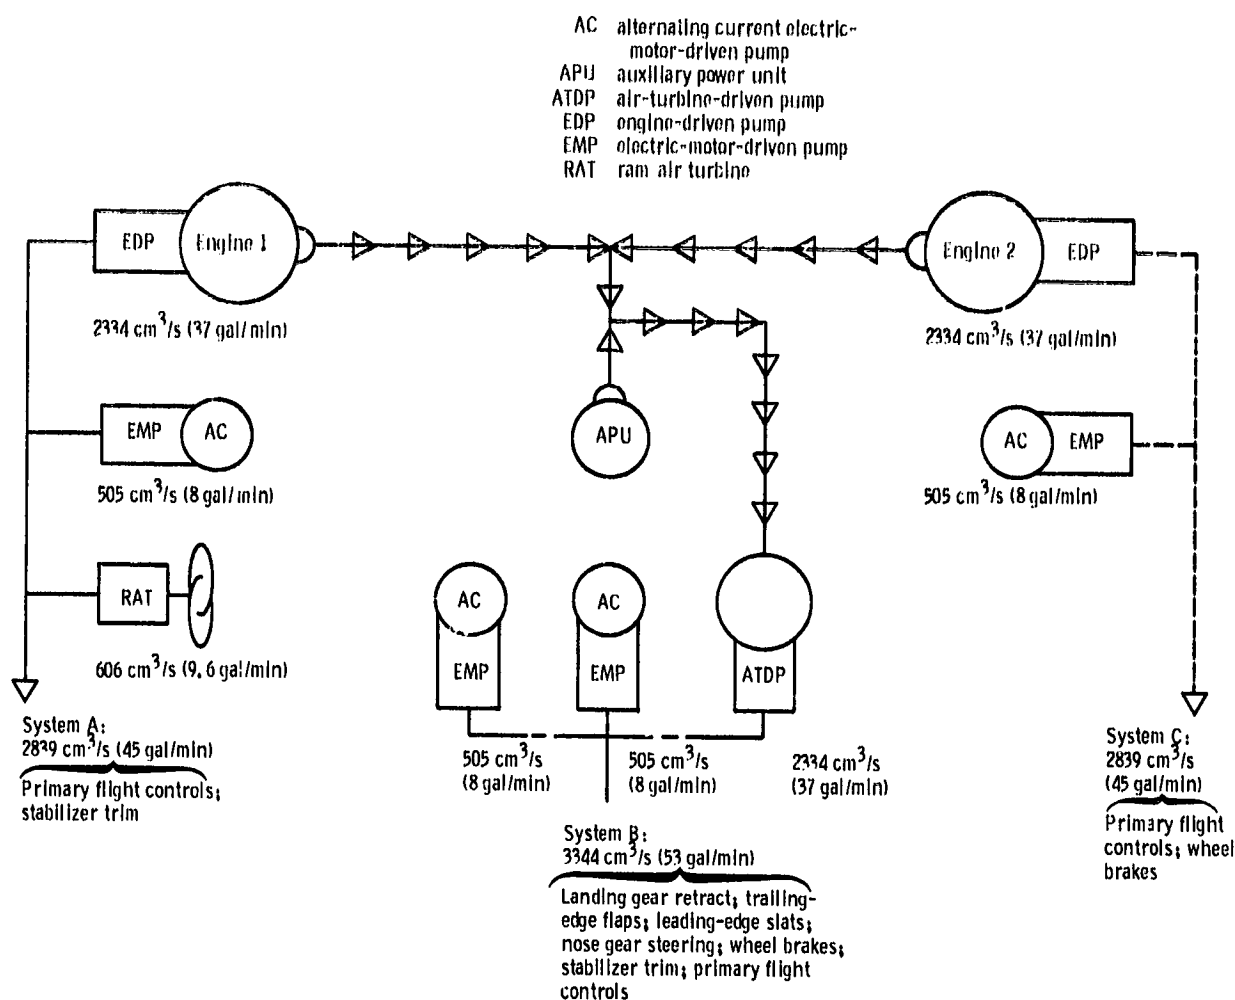 AC alternating current electric-
motor-driven pump
APU auxiliary power unit
ATDP air-turbine-driven pump
EDP engine-driven pump
EMP electric-motor-driven pump
RAT ram air turbine
EDP
Engine 1
Engine 2
EDP
2334 cm³/s (37 gal/min)
2334 cm³/s (37 gal/min)
EMP
AC
APU
AC
EMP
505 cm³/s (8 gal/min)
505 cm³/s (8 gal/min)
RAT
AC
AC
606 cm³/s (9.6 gal/min)
EMP
EMP
ATDP
System A:
2839 cm³/s (45 gal/min)
Primary flight controls;
stabilizer trim
505 cm³/s
(8 gal/min)
505 cm³/s
(8 gal/min)
2334 cm³/s
(37 gal/min)
System C:
2839 cm³/s
(45 gal/min)
Primary flight
controls; wheel
brakes
System B:
3344 cm³/s (53 gal/min)
Landing gear retract; trailing-
edge flaps; leading-edge slats;
nose gear steering; wheel brakes;
stabilizer trim; primary flight
controls